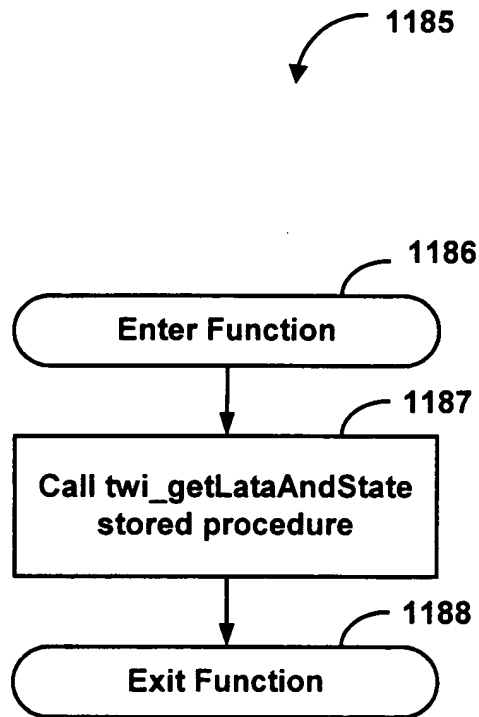 1185
1186
Enter Function
1187
Call twi_getLataAndState
stored procedure
1188
Exit Function